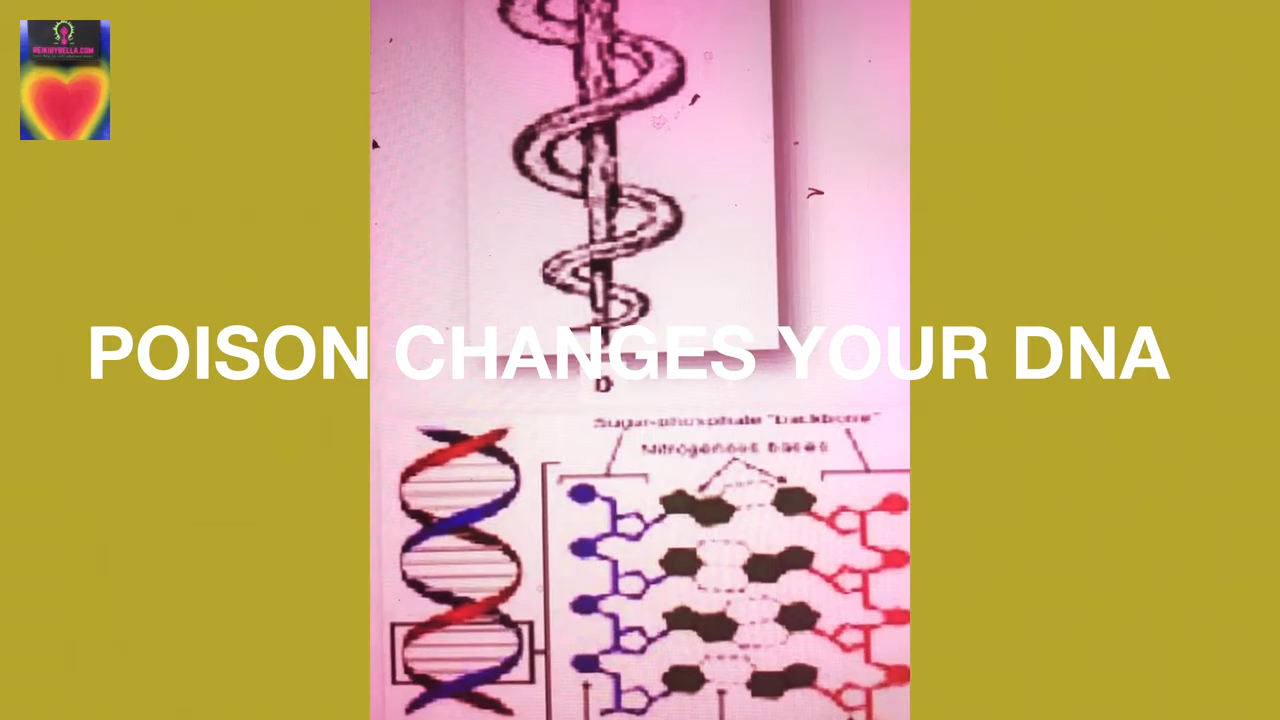 REIKIBYBELLA.COM
POISON CHANGES YOUR DNA
D
Sugar-phosphate "backbone"
Nitrogenous bases